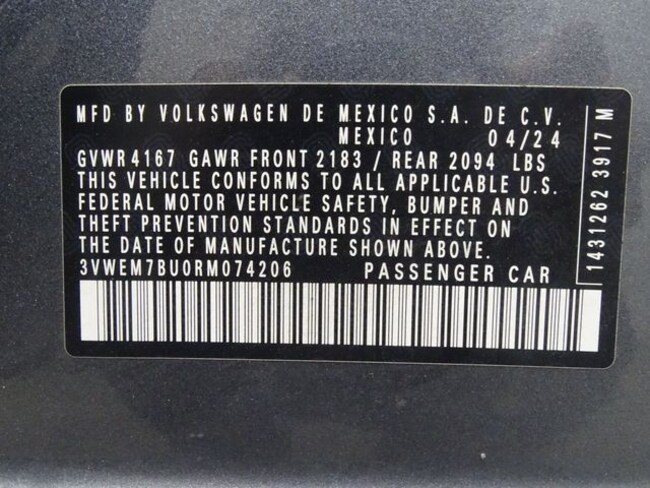 MFD BY VOLKSWAGEN DE MEXICO S.A. DE C.V.
MEXICO 04/24
GVWR 4167 GAWR FRONT 2183 / REAR 2094 LBS
THIS VEHICLE CONFORMS TO ALL APPLICABLE U.S.
FEDERAL MOTOR VEHICLE SAFETY, BUMPER AND
THEFT PREVENTION STANDARDS IN EFFECT ON
THE DATE OF MANUFACTURE SHOWN ABOVE.
3VWEM7BU0RM074206 PASSENGER CAR
1431262 3917 M